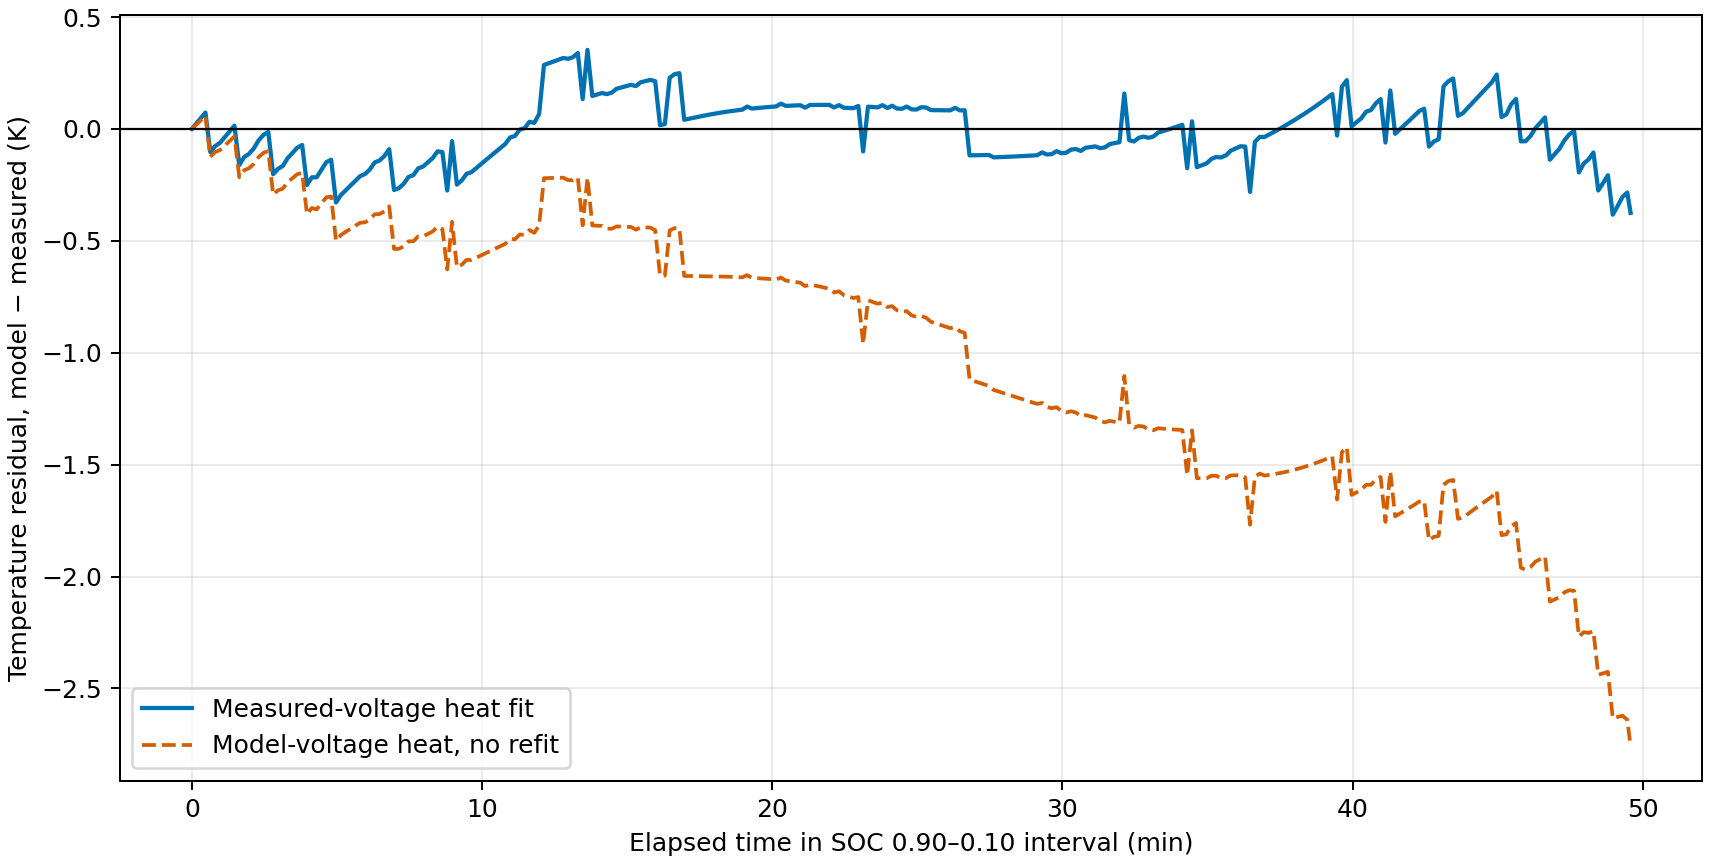 Temperature residual, model − measured (K)
0.5
0.0
−0.5
−1.0
−1.5
−2.0
−2.5
Measured-voltage heat fit
Model-voltage heat, no refit
0 10 20 30 40 50
Elapsed time in SOC 0.90–0.10 interval (min)